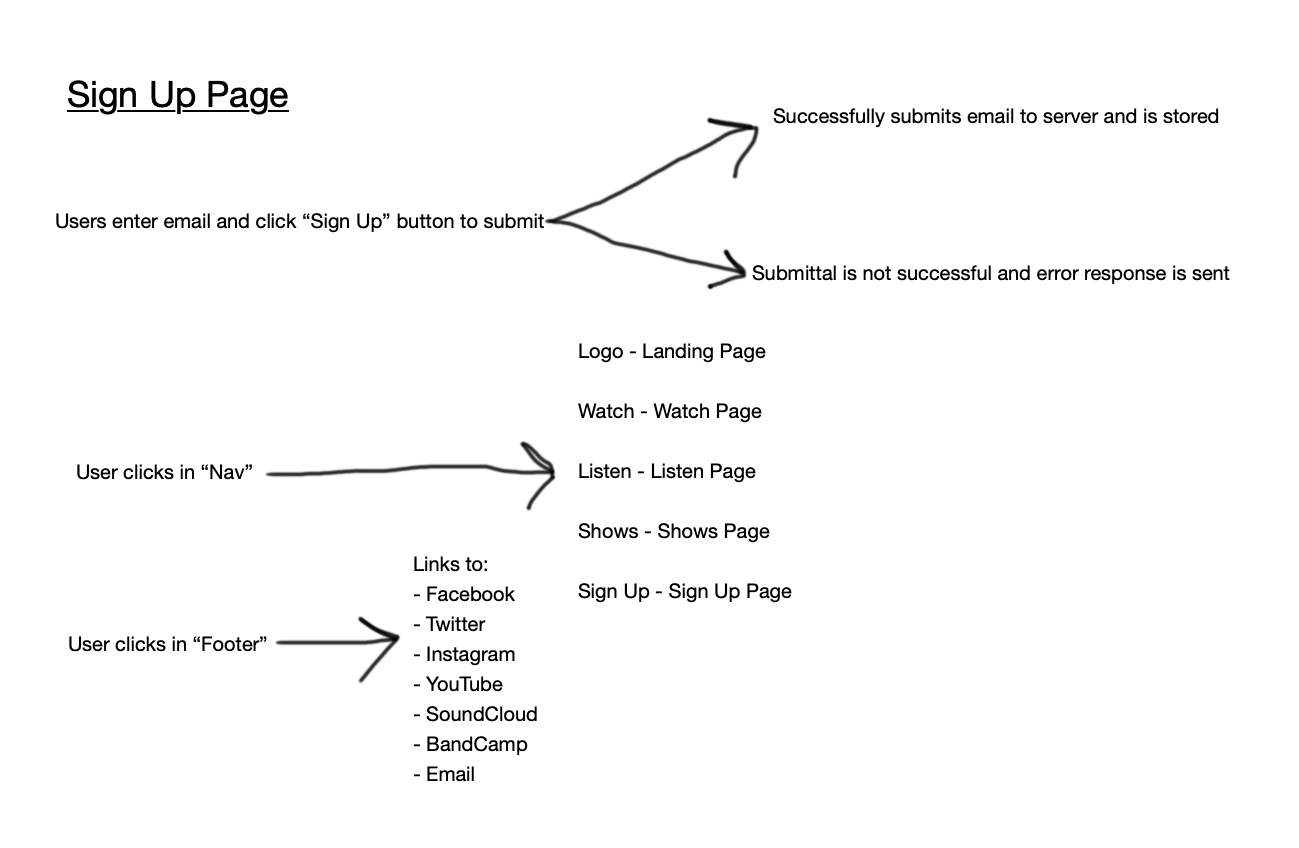 Sign Up Page
Successfully submits email to server and is stored
Users enter email and click “Sign Up” button to submit
Submittal is not successful and error response is sent
User clicks in “Nav”
Logo - Landing Page
Watch - Watch Page
Listen - Listen Page
Shows - Shows Page
Sign Up - Sign Up Page
User clicks in “Footer”
Links to:
- Facebook
- Twitter
- Instagram
- YouTube
- SoundCloud
- BandCamp
- Email